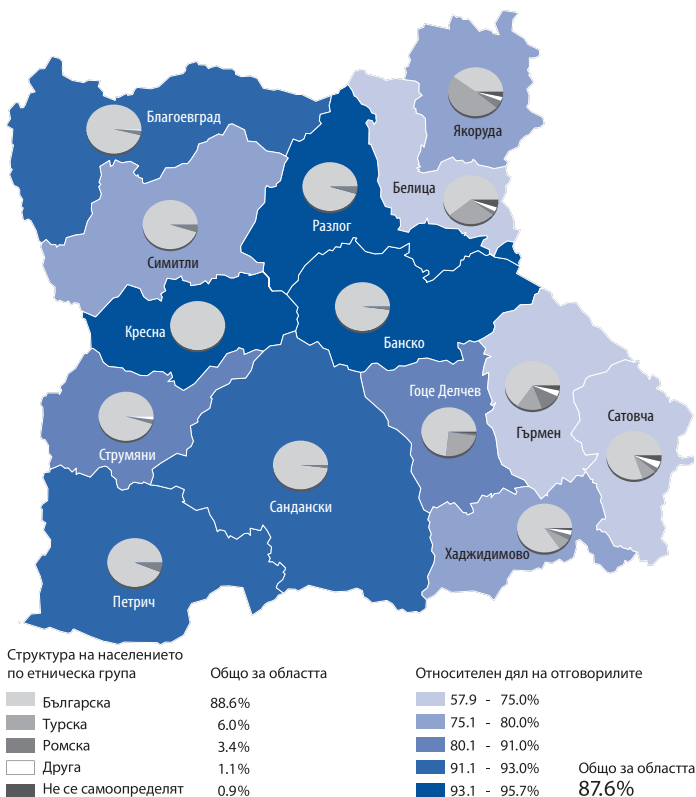 Благоевград
Якоруда
Белица
Разлог
Симитли
Кресна
Банско
Гоце Делчев
Сатовча
Гърмен
Струмяни
Сандански
Хаджидимово
Петрич
Структура на населението
по етническа група Общо за областта
Българска 88.6%
Турска 6.0%
Ромска 3.4%
Друга 1.1%
Не се самоопределят 0.9%
Относителен дял на отговорилите
57.9 - 75.0%
75.1 - 80.0%
80.1 - 91.0%
91.1 - 93.0%
93.1 - 95.7%
Общо за областта
87.6%